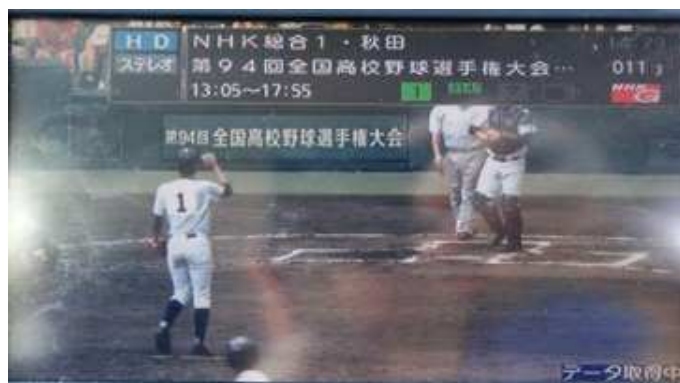 HD NHK総合1・秋田
ステレオ 第94回全国高校野球選手権大会… 011
13:05～17:55 1
第94回全国高校野球選手権大会
1
データ取得中